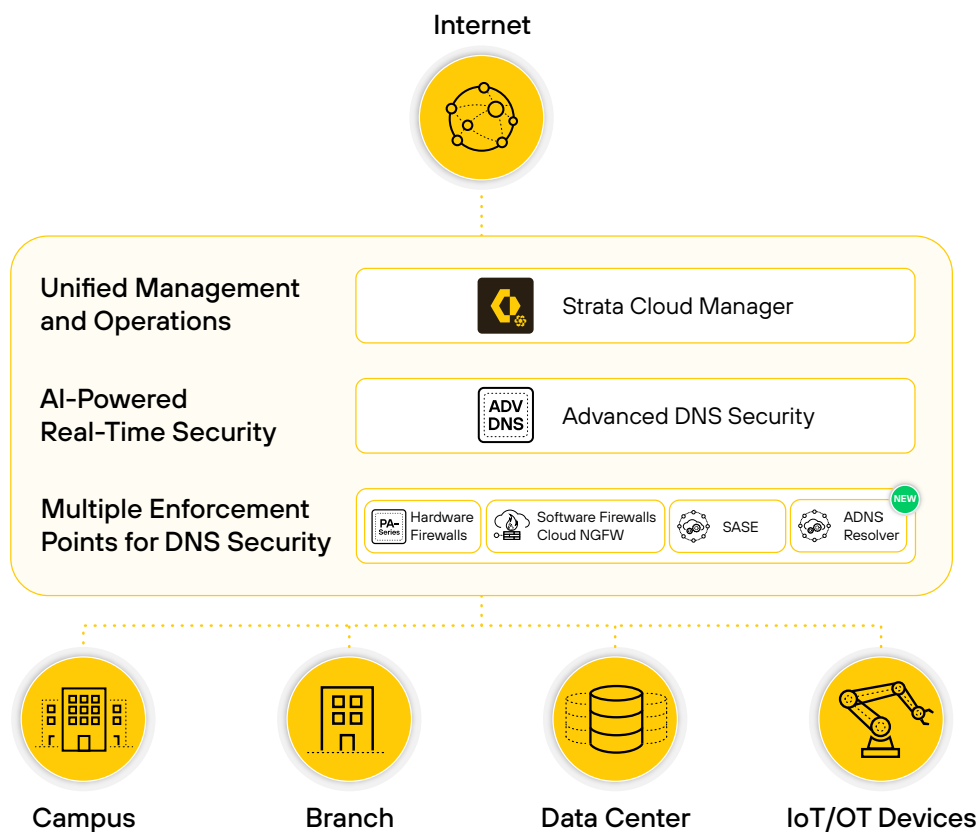 Internet
Unified Management
and Operations
Strata Cloud Manager
AI-Powered
Real-Time Security
ADV
DNS
Advanced DNS Security
Multiple Enforcement
Points for DNS Security
PA-
Series
Hardware
Firewalls
Software Firewalls
Cloud NGFW
SASE
ADNS
Resolver
NEW
Campus
Branch
Data Center
IoT/OT Devices